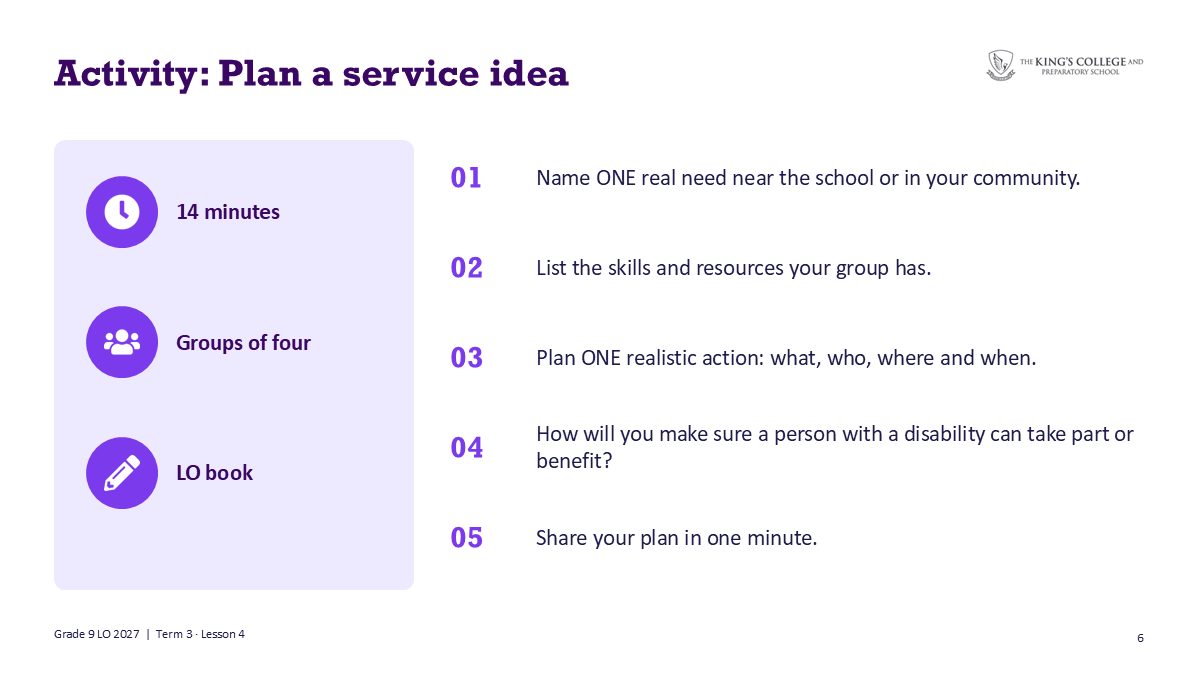 Activity: Plan a service idea
THE KING'S COLLEGE AND
PREPARATORY SCHOOL
14 minutes
Groups of four
LO book
01
Name ONE real need near the school or in your community.
02
List the skills and resources your group has.
03
Plan ONE realistic action: what, who, where and when.
04
How will you make sure a person with a disability can take part or
benefit?
05
Share your plan in one minute.
Grade 9 LO 2027 | Term 3 · Lesson 4
6